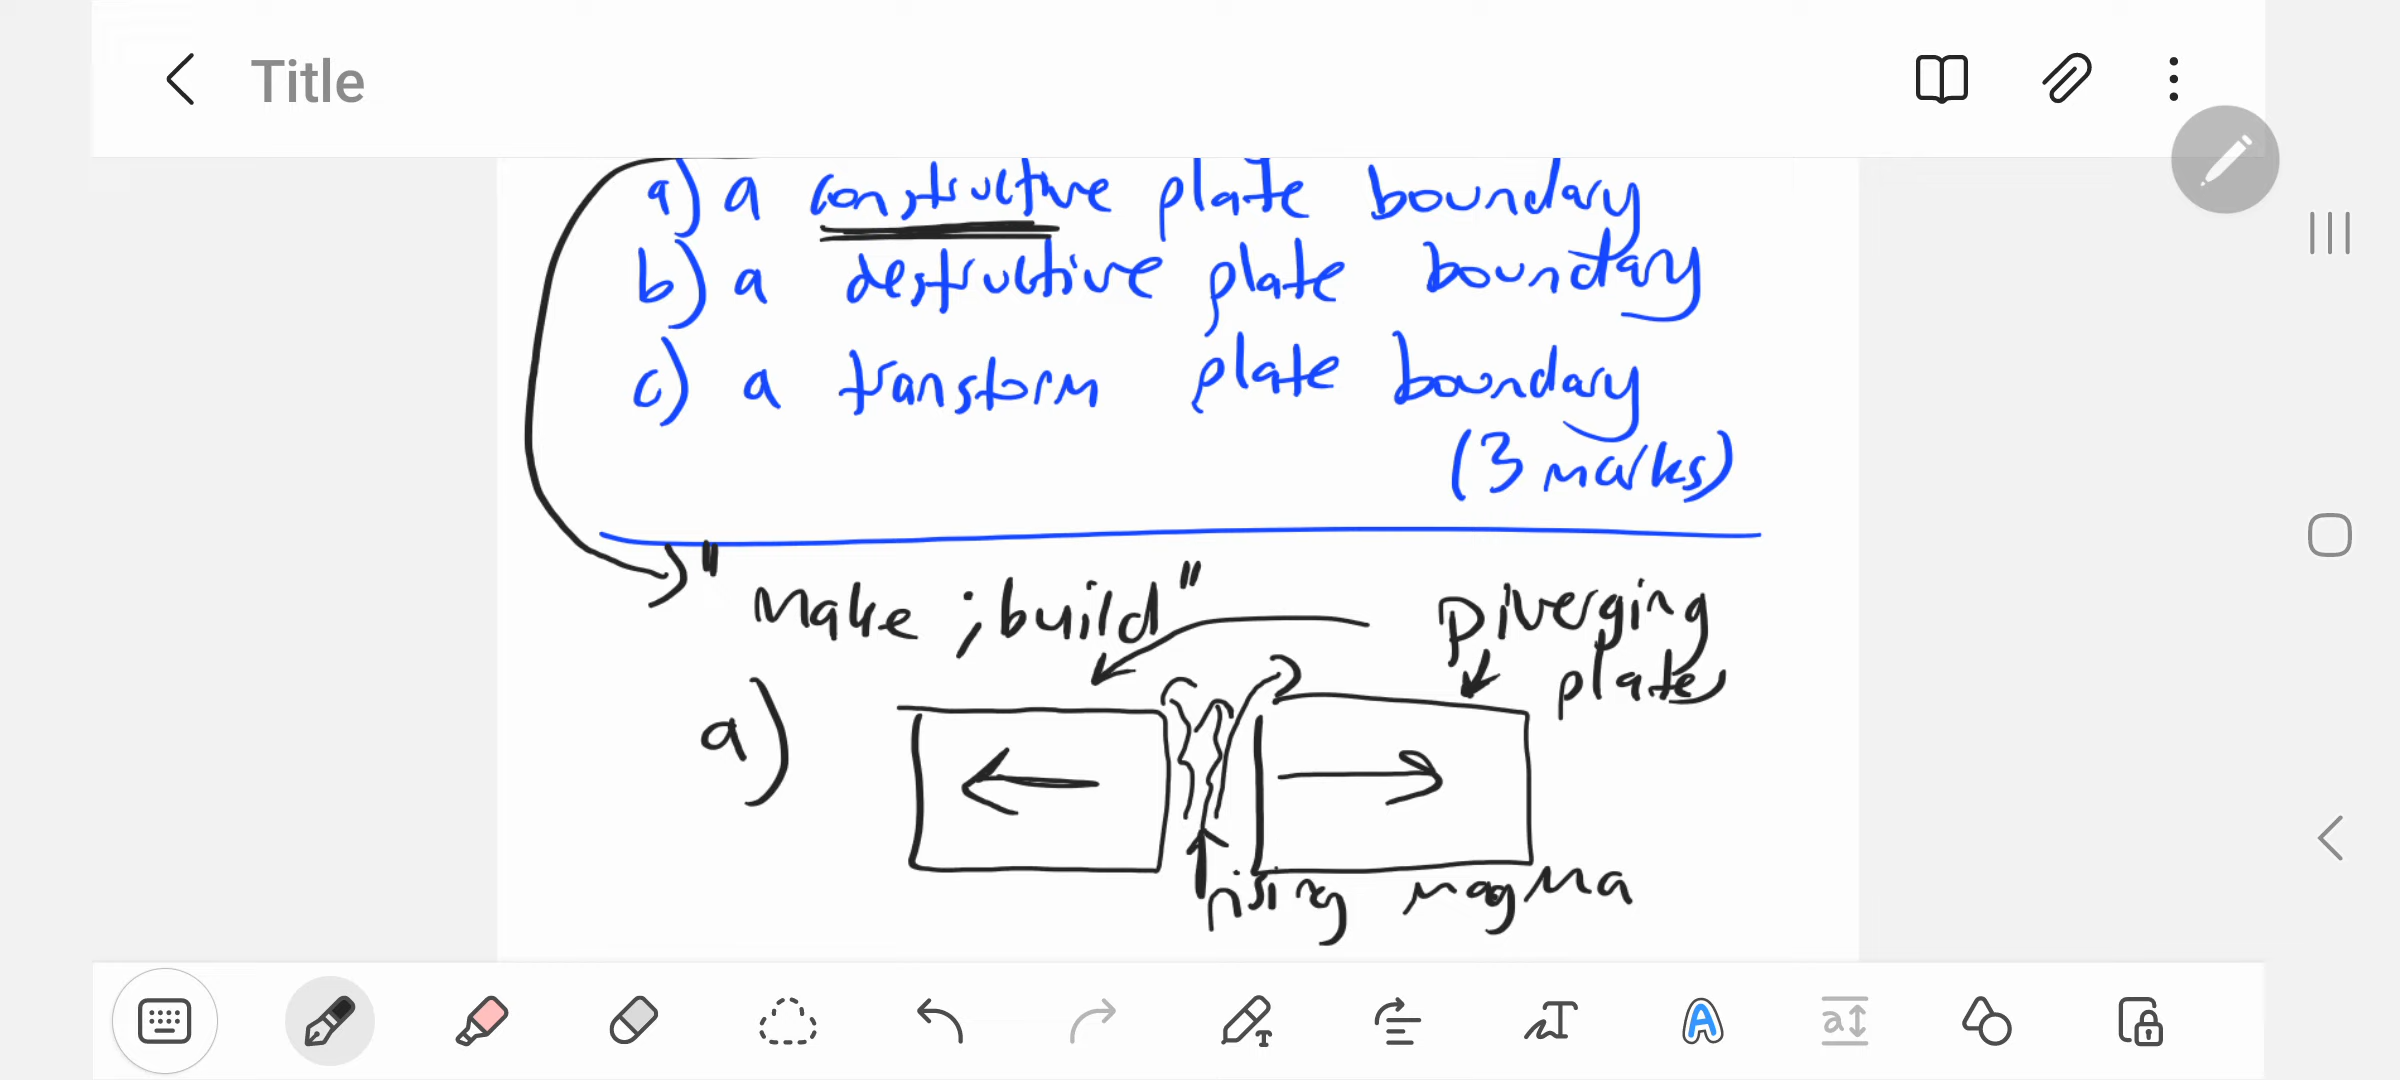 Title
a) a constructive plate boundary
b) a destructive plate boundary
c) a transform plate boundary
(3 marks)
"Make ; build"
Diverging
plates
a)
rising magma